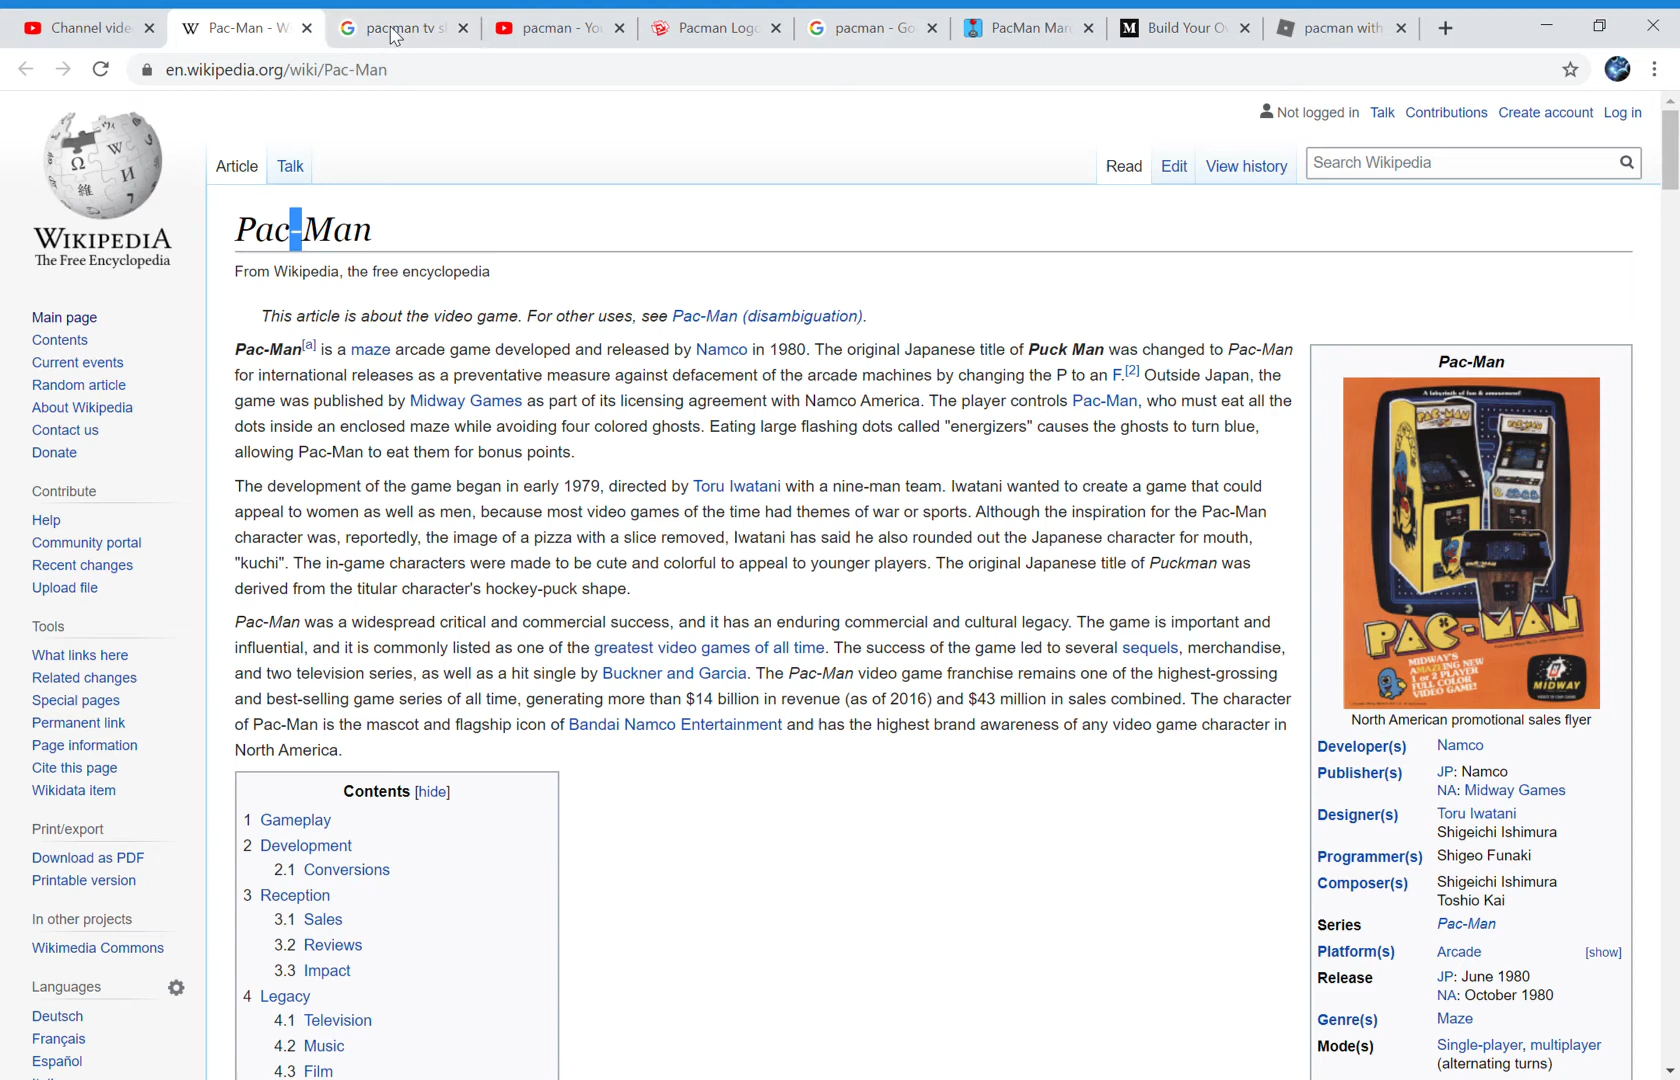 Channel vide
Pac-Man - W
pacman tv s
pacman - Yo
Pacman Logo
pacman - Go
PacMan Mar
Build Your O
pacman with
en.wikipedia.org/wiki/Pac-Man
Not logged in Talk Contributions Create account Log in
Article Talk
Read Edit View history
Search Wikipedia
WIKIPEDIA
The Free Encyclopedia
Main page
Contents
Current events
Random article
About Wikipedia
Contact us
Donate
Contribute
Help
Community portal
Recent changes
Upload file
Tools
What links here
Related changes
Special pages
Permanent link
Page information
Cite this page
Wikidata item
Print/export
Download as PDF
Printable version
In other projects
Wikimedia Commons
Languages
Deutsch
Français
Español
Pac-Man
From Wikipedia, the free encyclopedia
This article is about the video game. For other uses, see Pac-Man (disambiguation).
Pac-Man[a] is a maze arcade game developed and released by Namco in 1980. The original Japanese title of Puck Man was changed to Pac-Man
for international releases as a preventative measure against defacement of the arcade machines by changing the P to an F.[2] Outside Japan, the
game was published by Midway Games as part of its licensing agreement with Namco America. The player controls Pac-Man, who must eat all the
dots inside an enclosed maze while avoiding four colored ghosts. Eating large flashing dots called "energizers" causes the ghosts to turn blue,
allowing Pac-Man to eat them for bonus points.
The development of the game began in early 1979, directed by Toru Iwatani with a nine-man team. Iwatani wanted to create a game that could
appeal to women as well as men, because most video games of the time had themes of war or sports. Although the inspiration for the Pac-Man
character was, reportedly, the image of a pizza with a slice removed, Iwatani has said he also rounded out the Japanese character for mouth,
"kuchi". The in-game characters were made to be cute and colorful to appeal to younger players. The original Japanese title of Puckman was
derived from the titular character's hockey-puck shape.
Pac-Man was a widespread critical and commercial success, and it has an enduring commercial and cultural legacy. The game is important and
influential, and it is commonly listed as one of the greatest video games of all time. The success of the game led to several sequels, merchandise,
and two television series, as well as a hit single by Buckner and Garcia. The Pac-Man video game franchise remains one of the highest-grossing
and best-selling game series of all time, generating more than $14 billion in revenue (as of 2016) and $43 million in sales combined. The character
of Pac-Man is the mascot and flagship icon of Bandai Namco Entertainment and has the highest brand awareness of any video game character in
North America.
Contents [hide]
1 Gameplay
2 Development
2.1 Conversions
3 Reception
3.1 Sales
3.2 Reviews
3.3 Impact
4 Legacy
4.1 Television
4.2 Music
4.3 Film
Pac-Man
A labyrinth of fun & amusement!
PAC-MAN
PAC-MAN
PAC-MAN
MIDWAY'S
AMAZEING NEW
1 or 2 PLAYER
FULL COLOR
VIDEO GAME!
MIDWAY
North American promotional sales flyer
Developer(s) Namco
Publisher(s) JP: Namco
NA: Midway Games
Designer(s) Toru Iwatani
Shigeichi Ishimura
Programmer(s) Shigeo Funaki
Composer(s) Shigeichi Ishimura
Toshio Kai
Series Pac-Man
Platform(s) Arcade [show]
Release JP: June 1980
NA: October 1980
Genre(s) Maze
Mode(s) Single-player, multiplayer
(alternating turns)